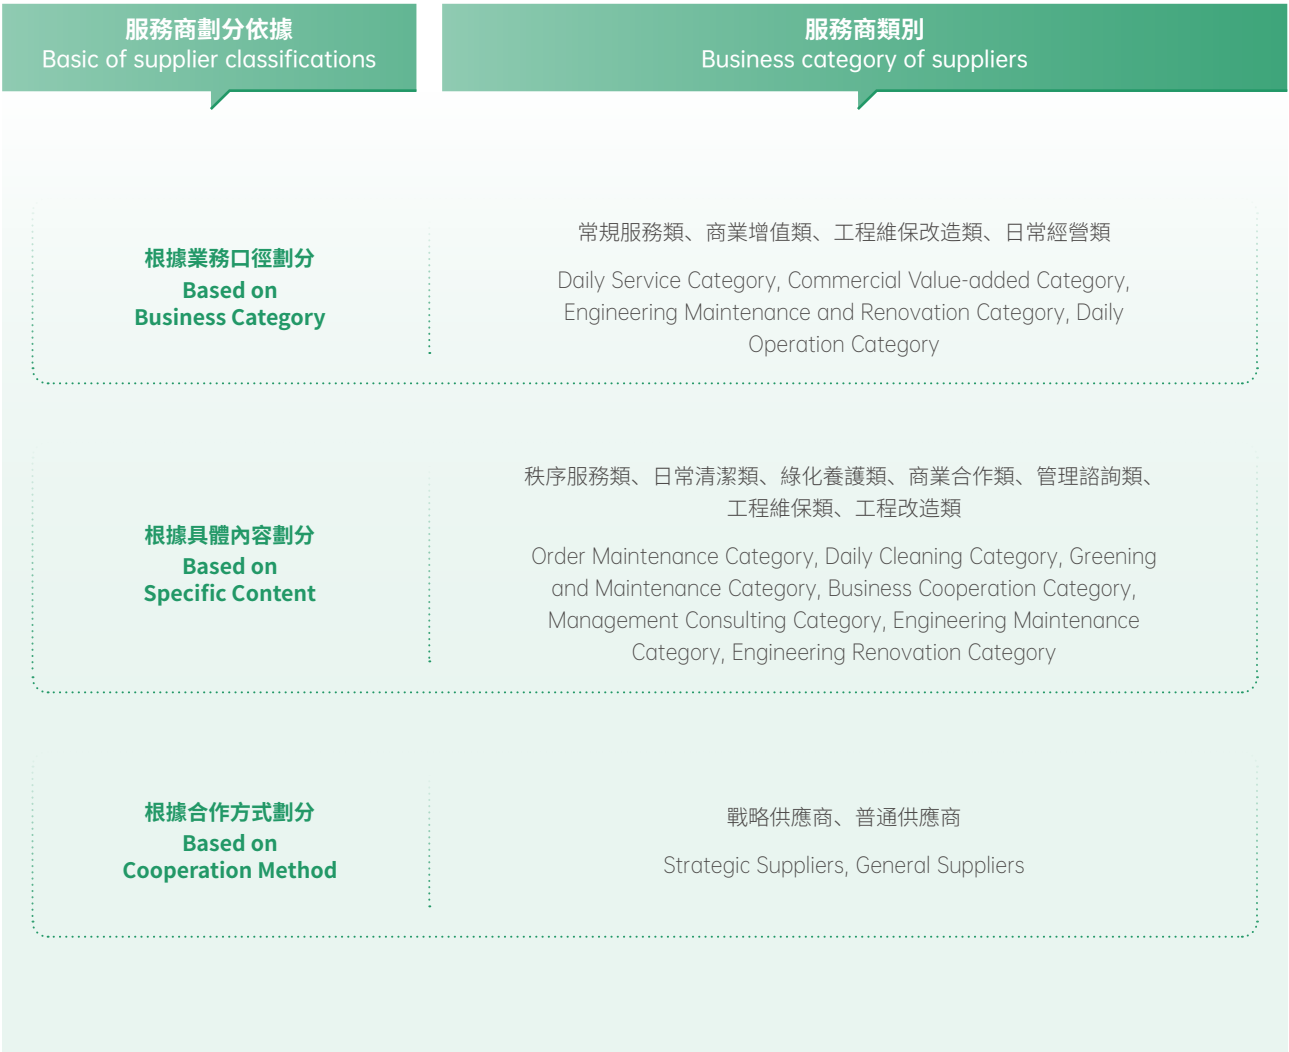 服務商劃分依據
Basic of supplier classifications
服務商類別
Business category of suppliers
根據業務口徑劃分
Based on
Business Category
常規服務類、商業增值類、工程維保改造類、日常經營類
Daily Service Category, Commercial Value-added Category,
Engineering Maintenance and Renovation Category, Daily
Operation Category
根據具體內容劃分
Based on
Specific Content
秩序服務類、日常清潔類、綠化養護類、商業合作類、管理諮詢類、
工程維保類、工程改造類
Order Maintenance Category, Daily Cleaning Category, Greening
and Maintenance Category, Business Cooperation Category,
Management Consulting Category, Engineering Maintenance
Category, Engineering Renovation Category
根據合作方式劃分
Based on
Cooperation Method
戰略供應商、普通供應商
Strategic Suppliers, General Suppliers